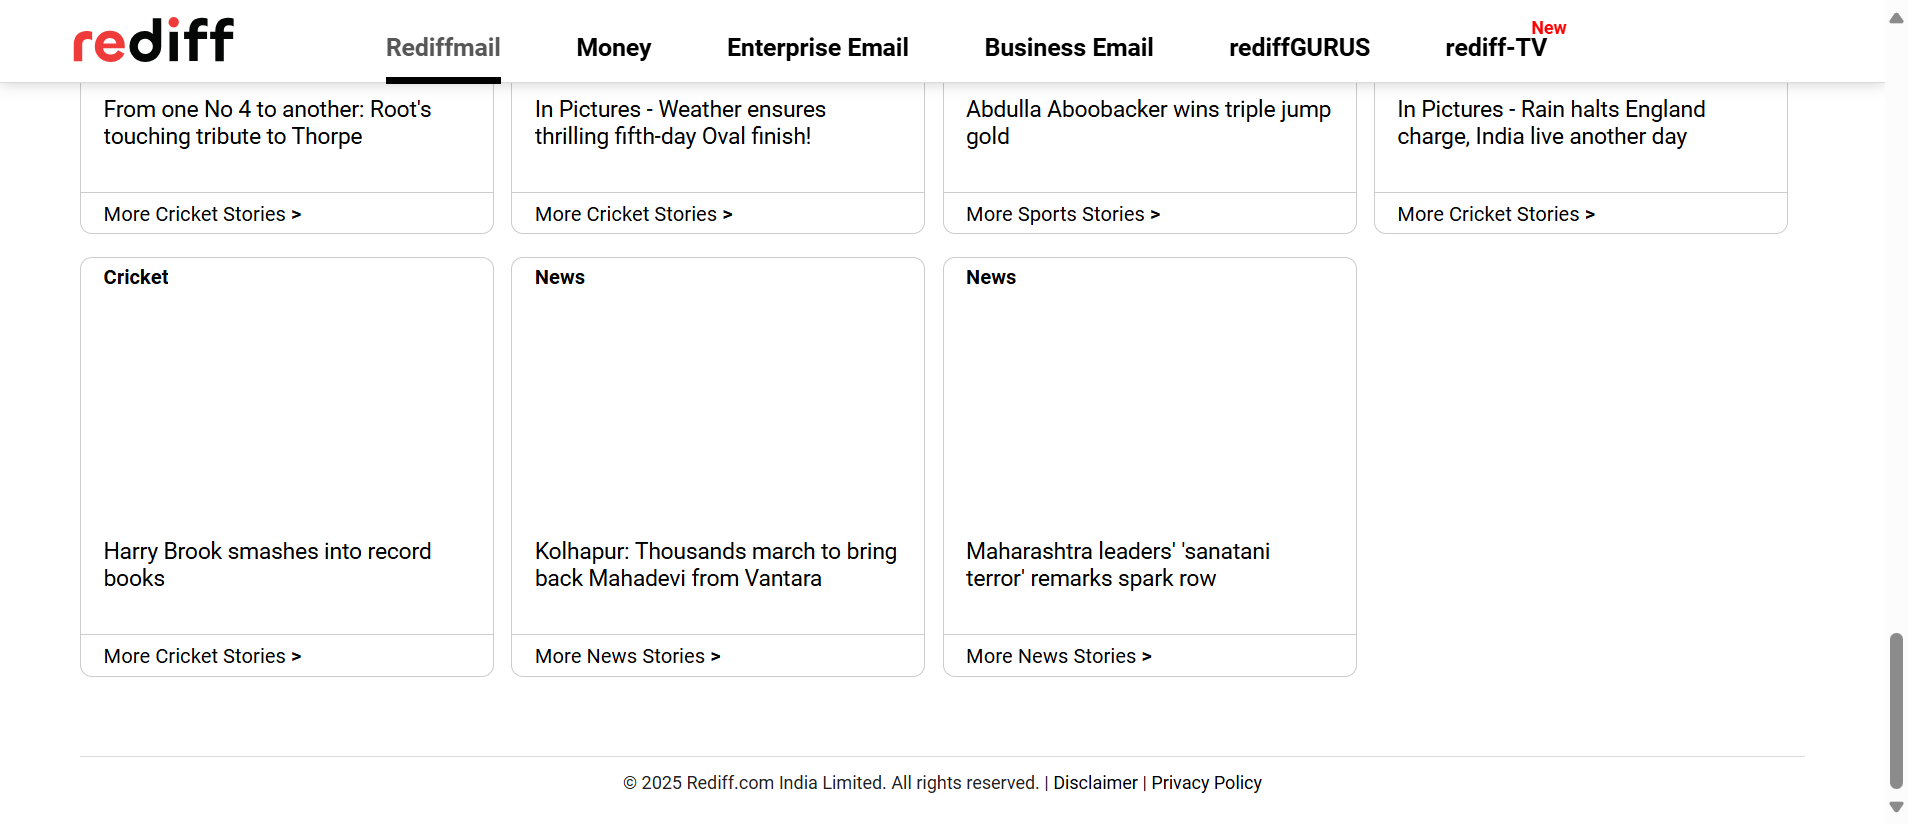 rediff
Rediffmail
Money
Enterprise Email
Business Email
rediffGURUS
rediff-TV
New
From one No 4 to another: Root's
touching tribute to Thorpe
More Cricket Stories >
In Pictures - Weather ensures
thrilling fifth-day Oval finish!
More Cricket Stories >
Abdulla Aboobacker wins triple jump
gold
More Sports Stories >
In Pictures - Rain halts England
charge, India live another day
More Cricket Stories >
Cricket
Harry Brook smashes into record
books
More Cricket Stories >
News
Kolhapur: Thousands march to bring
back Mahadevi from Vantara
More News Stories >
News
Maharashtra leaders' 'sanatani
terror' remarks spark row
More News Stories >
© 2025 Rediff.com India Limited. All rights reserved. | Disclaimer | Privacy Policy